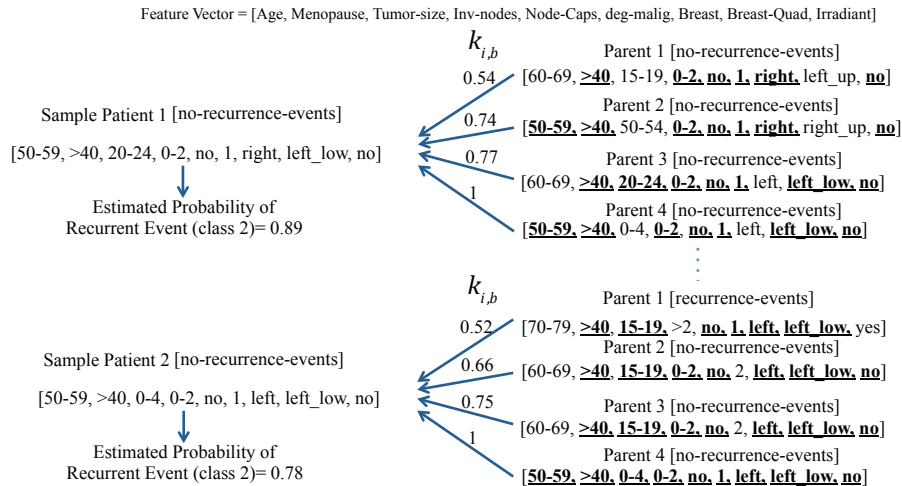 Feature Vector = [Age, Menopause, Tumor-size, Inv-nodes, Node-Caps, deg-malig, Breast, Breast-Quad, Irradiant]
k_{i,b}
Parent 1 [no-recurrence-events]
[60-69, >40, 15-19, 0-2, no, 1, right, left_up, no]
0.54
Sample Patient 1 [no-recurrence-events]
Parent 2 [no-recurrence-events]
0.74
[50-59, >40, 50-54, 0-2, no, 1, right, right_up, no]
[50-59, >40, 20-24, 0-2, no, 1, right, left_low, no]
0.77
Parent 3 [no-recurrence-events]
[60-69, >40, 20-24, 0-2, no, 1, left, left_low, no]
1
Estimated Probability of
Recurrent Event (class 2)= 0.89
Parent 4 [no-recurrence-events]
[50-59, >40, 0-4, 0-2, no, 1, left, left_low, no]
k_{i,b}
Parent 1 [recurrence-events]
0.52
[70-79, >40, 15-19, >2, no, 1, left, left_low, yes]
Sample Patient 2 [no-recurrence-events]
Parent 2 [no-recurrence-events]
0.66
[60-69, >40, 15-19, 0-2, no, 2, left, left_low, no]
[50-59, >40, 0-4, 0-2, no, 1, left, left_low, no]
0.75
Parent 3 [no-recurrence-events]
[60-69, >40, 15-19, 0-2, no, 2, left, left_low, no]
1
Estimated Probability of
Recurrent Event (class 2)= 0.78
Parent 4 [no-recurrence-events]
[50-59, >40, 0-4, 0-2, no, 1, left, left_low, no]